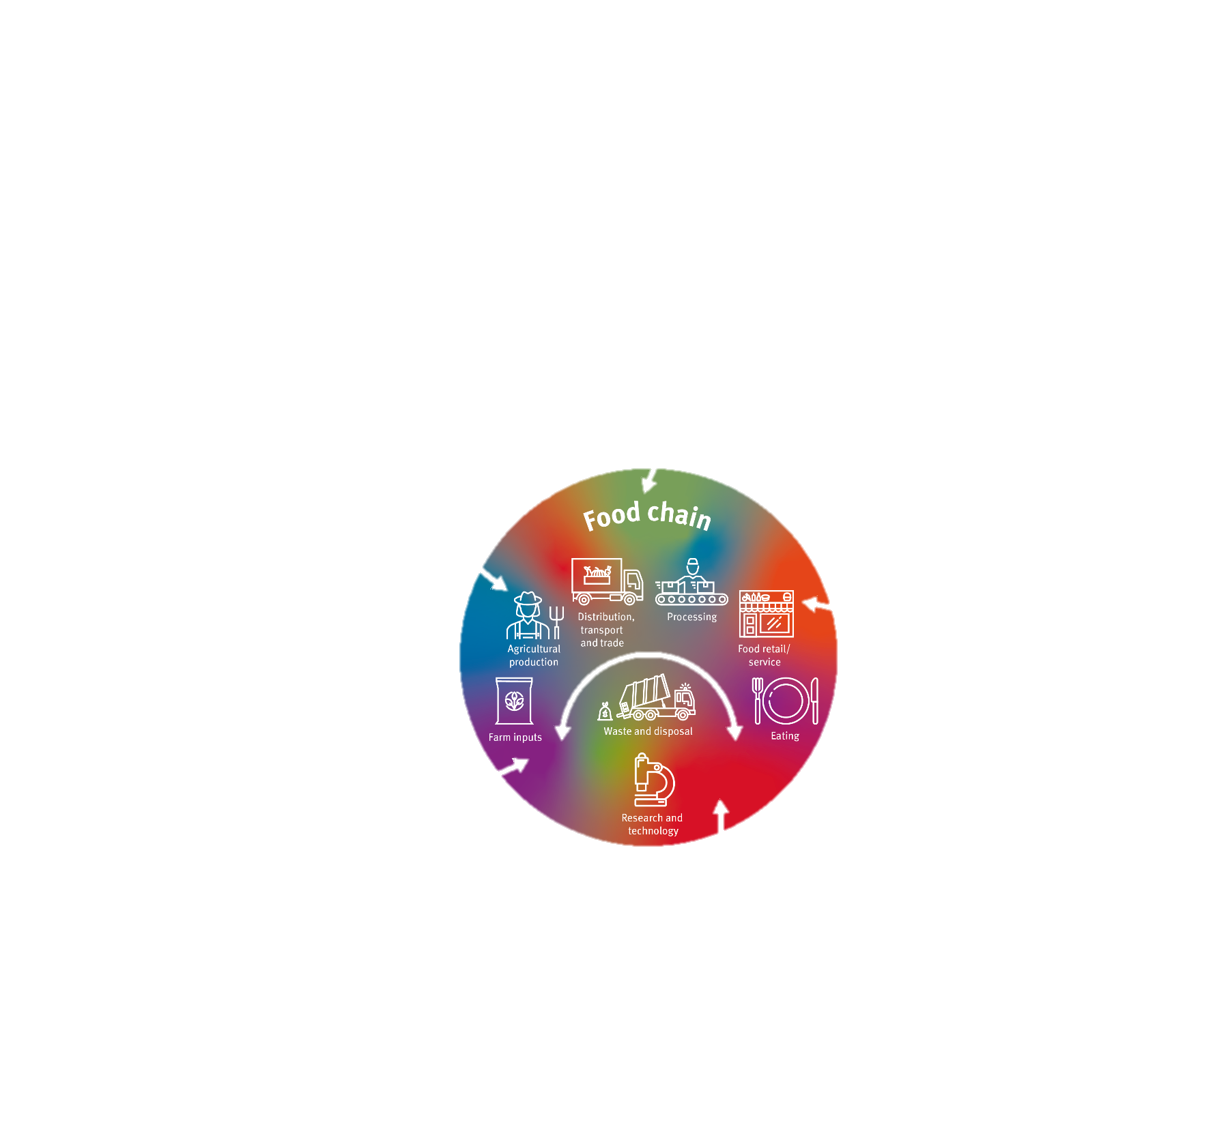 Food chain
Distribution,
transport
and trade
Processing
Agricultural
production
Food retail/
service
Farm inputs
Waste and disposal
Eating
Research and
technology